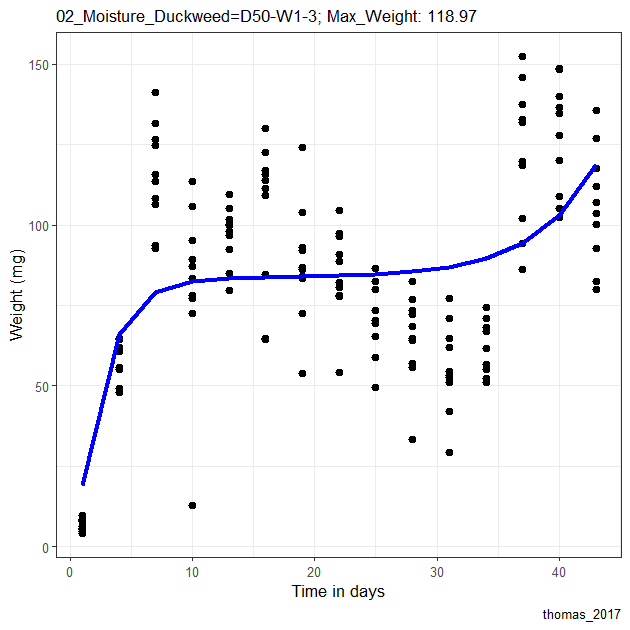 02_Moisture_Duckweed=D50-W1-3; Max_Weight: 118.97
150
100
50
0
Weight (mg)
0 10 20 30 40
Time in days
thomas_2017